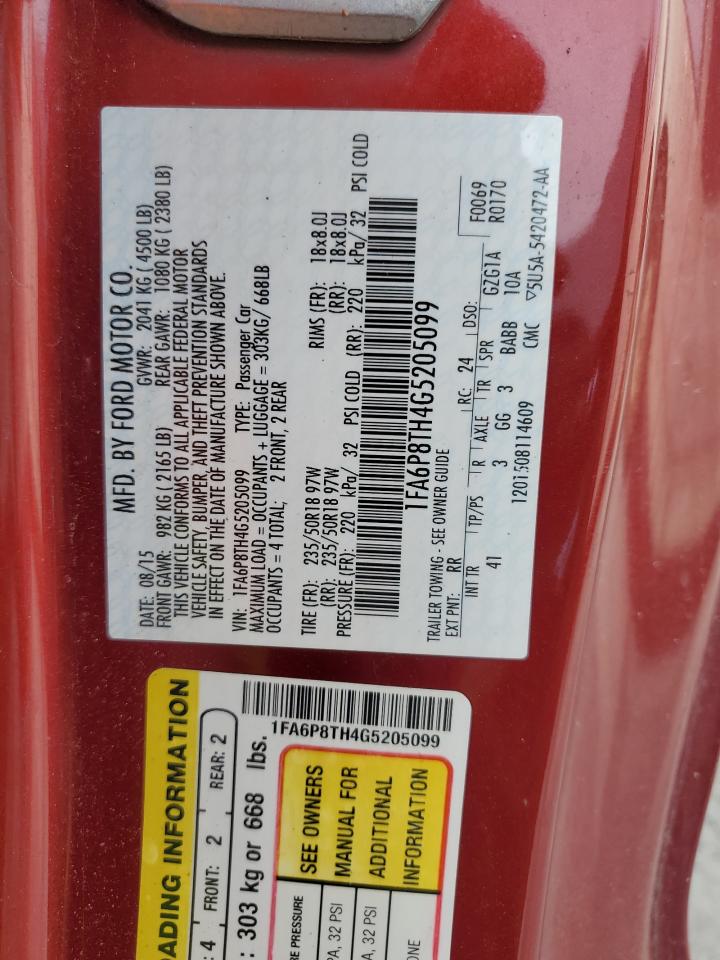 MFD. BY FORD MOTOR CO.
DATE: 08/15 GVWR: 2041 KG ( 4500 LB)
FRONT GAWR: 982 KG ( 2165 LB) REAR GAWR: 1080 KG ( 2380 LB)
THIS VEHICLE CONFORMS TO ALL APPLICABLE FEDERAL MOTOR
VEHICLE SAFETY, BUMPER, AND THEFT PREVENTION STANDARDS
IN EFFECT ON THE DATE OF MANUFACTURE SHOWN ABOVE.
VIN: 1FA6P8TH4G5205099 TYPE: Passenger Car
MAXIMUM LOAD = OCCUPANTS + LUGGAGE = 303KG/ 668LB
OCCUPANTS = 4 TOTAL; 2 FRONT, 2 REAR
TIRE (FR): 235/50R18 97W RIMS (FR): 18x8.0J
(RR): 235/50R18 97W (RR): 18x8.0J
PRESSURE (FR): 220 kPa/ 32 PSI COLD (RR): 220 kPa/ 32 PSI COLD
1FA6P8TH4G5205099
TRAILER TOWING - SEE OWNER GUIDE
EXT PNT: RR RC: 24 DSO: F0069
R0170
INT TR TP/PS R AXLE TR SPR GZG1A
41 3 GG 3 BABB 10A
1201508114609 CMC ▽5U5A-5420472-AA
ADING INFORMATION
: 4 FRONT: 2 REAR: 2
: 303 kg or 668 lbs.
1FA6P8TH4G5205099
RE PRESSURE
PA, 32 PSI
A, 32 PSI
ONE
SEE OWNERS
MANUAL FOR
ADDITIONAL
INFORMATION